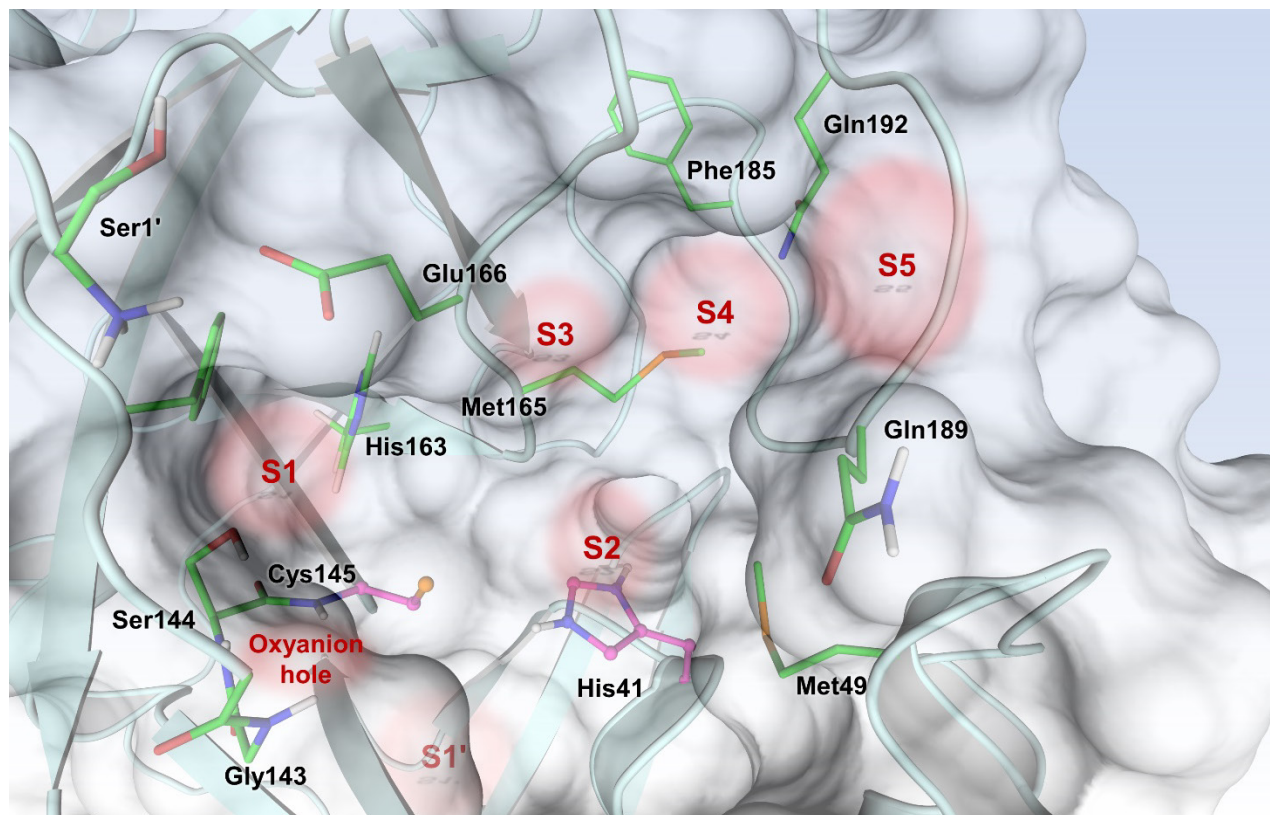 Gln192
Phe185
Ser1'
S5
Glu166
S4
S3
Met165
Gln189
His163
S1
S2
Cys145
Ser144
Oxyanion
hole
His41
Met49
S1'
Gly143